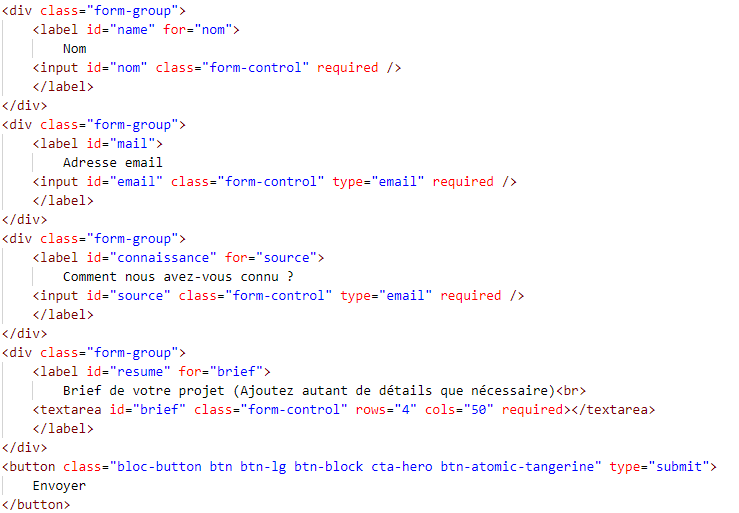 <div class="form-group">
    <label id="name" for="nom">
        Nom
    <input id="nom" class="form-control" required />
    </label>
</div>
<div class="form-group">
    <label id="mail">
        Adresse email
    <input id="email" class="form-control" type="email" required />
    </label>
</div>
<div class="form-group">
    <label id="connaissance" for="source">
        Comment nous avez-vous connu ?
    <input id="source" class="form-control" type="email" required />
    </label>
</div>
<div class="form-group">
    <label id="resume" for="brief">
        Brief de votre projet (Ajoutez autant de détails que nécessaire)<br>
    <textarea id="brief" class="form-control" rows="4" cols="50" required></textarea>
    </label>
</div>
<button class="bloc-button btn btn-lg btn-block cta-hero btn-atomic-tangerine" type="submit">
    Envoyer
</button>